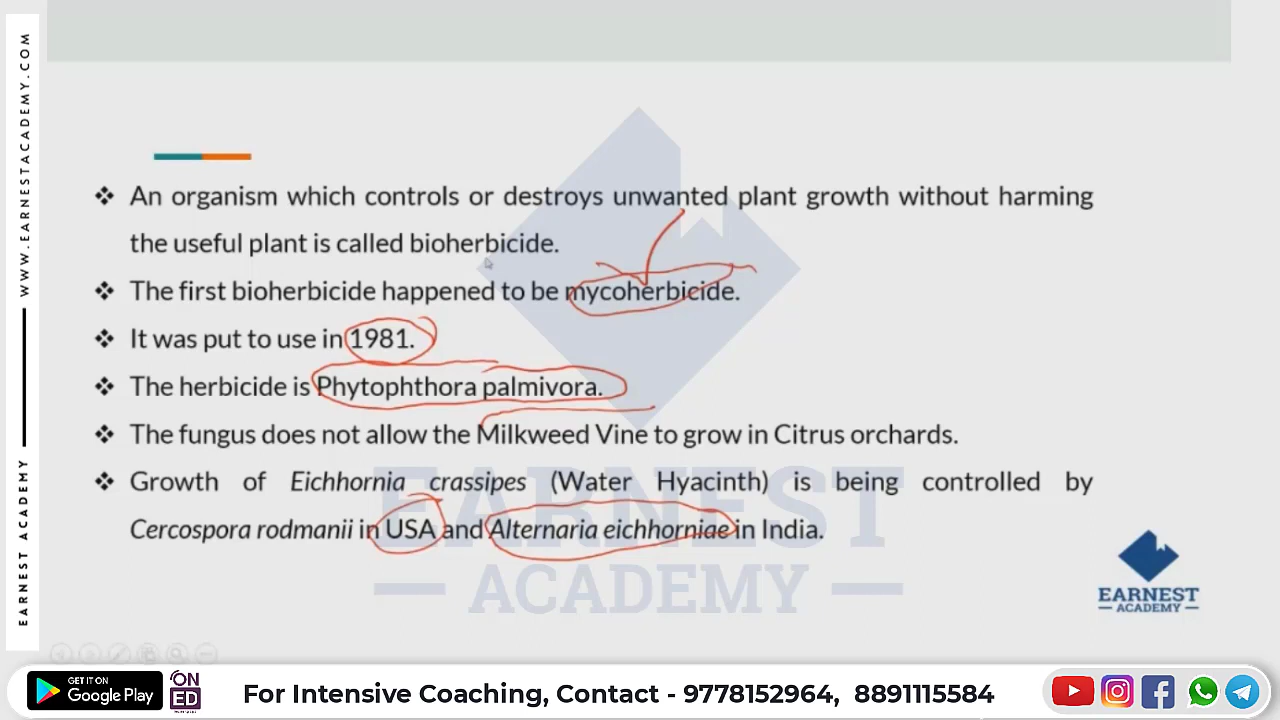 WWW.EARNESTACADEMY.COM
EARNEST ACADEMY
❖ An organism which controls or destroys unwanted plant growth without harming
the useful plant is called bioherbicide.
❖ The first bioherbicide happened to be mycoherbicide.
❖ It was put to use in 1981.
❖ The herbicide is Phytophthora palmivora.
❖ The fungus does not allow the Milkweed Vine to grow in Citrus orchards.
❖ Growth of Eichhornia crassipes (Water Hyacinth) is being controlled by
Cercospora rodmanii in USA and Alternaria eichhorniae in India.
EARNEST
ACADEMY
EARNEST
ACADEMY
GET IT ON
Google Play
ON
ED
For Intensive Coaching, Contact - 9778152964, 8891115584